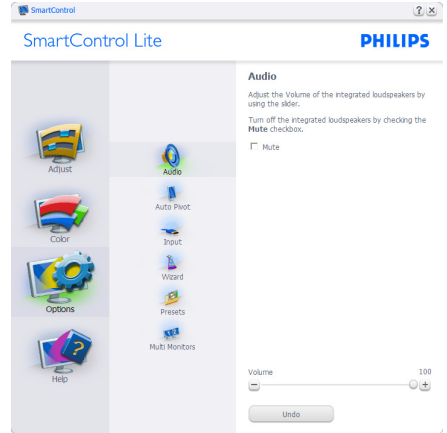 SmartControl
? x
SmartControl Lite
PHILIPS
Adjust
Color
Options
Help
Audio
Auto Pivot
Input
Wizard
Presets
Multi Monitors
Audio
Adjust the Volume of the integrated loudspeakers by
using the slider.
Turn off the integrated loudspeakers by checking the
Mute checkbox.
Mute
Volume 100
Undo